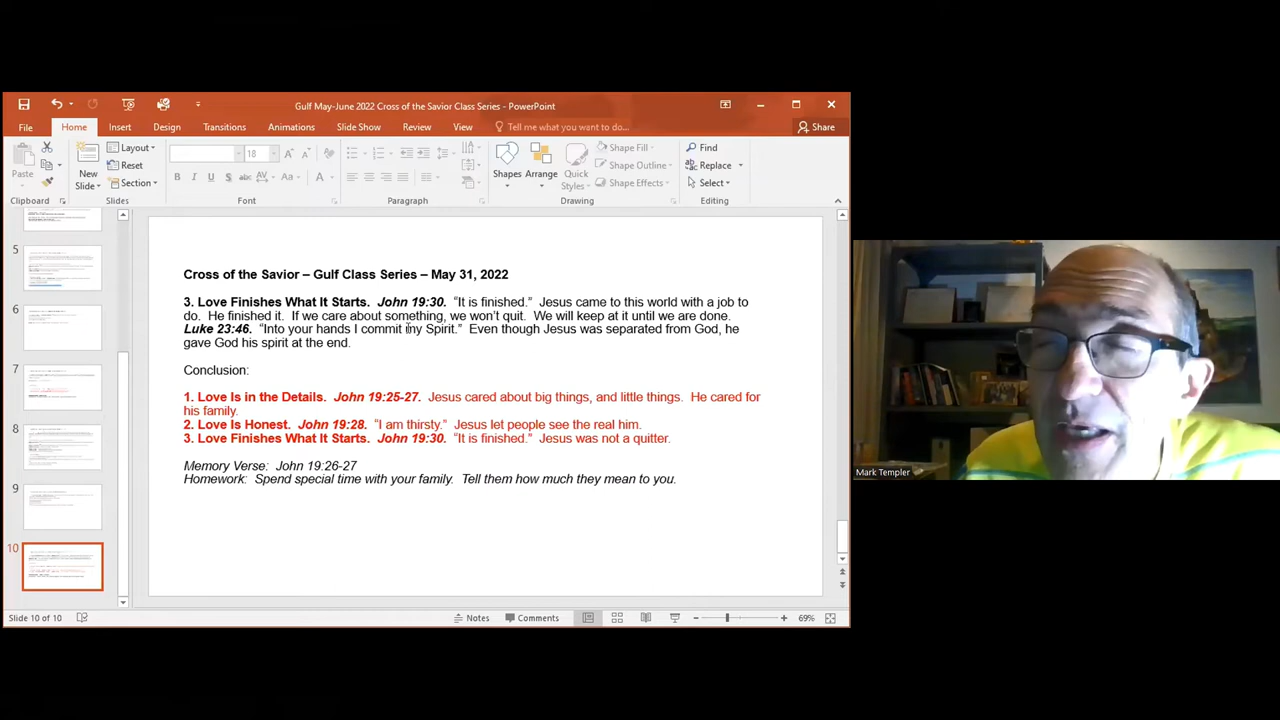 Gulf May-June 2022 Cross of the Savior Class Series - PowerPoint
File Home Insert Design Transitions Animations Slide Show Review View Tell me what you want to do... Share
Paste
New Slide
Layout
Reset
Section
18
B I U S abc AV Aa A
Shapes Arrange Quick Styles
Shape Fill
Shape Outline
Shape Effects
Find
Replace
Select
Clipboard Slides Font Paragraph Drawing Editing
5
6
7
8
9
10
Cross of the Savior – Gulf Class Series – May 31, 2022
3. Love Finishes What It Starts. John 19:30. “It is finished.” Jesus came to this world with a job to
do. He finished it. If we care about something, we won’t quit. We will keep at it until we are done.
Luke 23:46. “Into your hands I commit my Spirit.” Even though Jesus was separated from God, he
gave God his spirit at the end.
Conclusion:
1. Love Is in the Details. John 19:25-27. Jesus cared about big things, and little things. He cared for
his family.
2. Love Is Honest. John 19:28. “I am thirsty.” Jesus let people see the real him.
3. Love Finishes What It Starts. John 19:30. “It is finished.” Jesus was not a quitter.
Memory Verse: John 19:26-27
Homework: Spend special time with your family. Tell them how much they mean to you.
Mark Templer
Slide 10 of 10 Notes Comments 69%